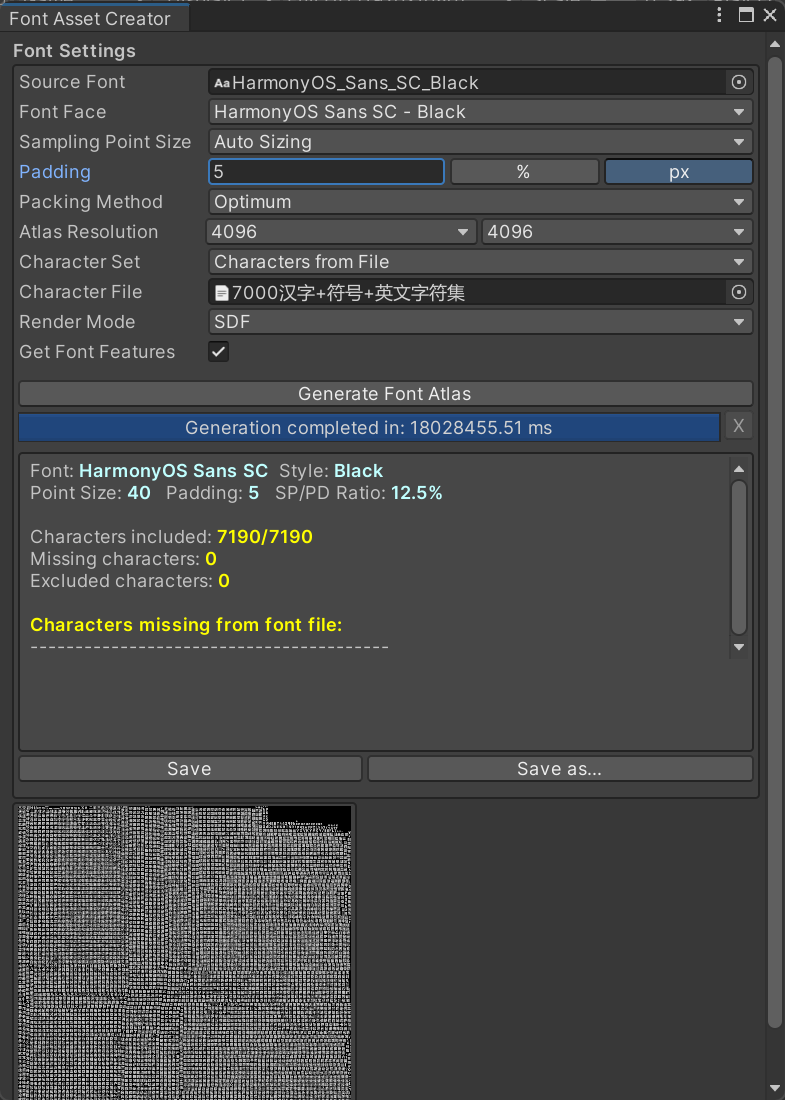 Font Asset Creator
Font Settings
Source Font
Aa HarmonyOS_Sans_SC_Black
Font Face
HarmonyOS Sans SC - Black
Sampling Point Size
Auto Sizing
Padding
5
%
px
Packing Method
Optimum
Atlas Resolution
4096
4096
Character Set
Characters from File
Character File
7000汉字+符号+英文字符集
Render Mode
SDF
Get Font Features
Generate Font Atlas
Generation completed in: 18028455.51 ms
X
Font: HarmonyOS Sans SC Style: Black
Point Size: 40 Padding: 5 SP/PD Ratio: 12.5%
Characters included: 7190/7190
Missing characters: 0
Excluded characters: 0
Characters missing from font file:
----------------------------------------
Save
Save as...